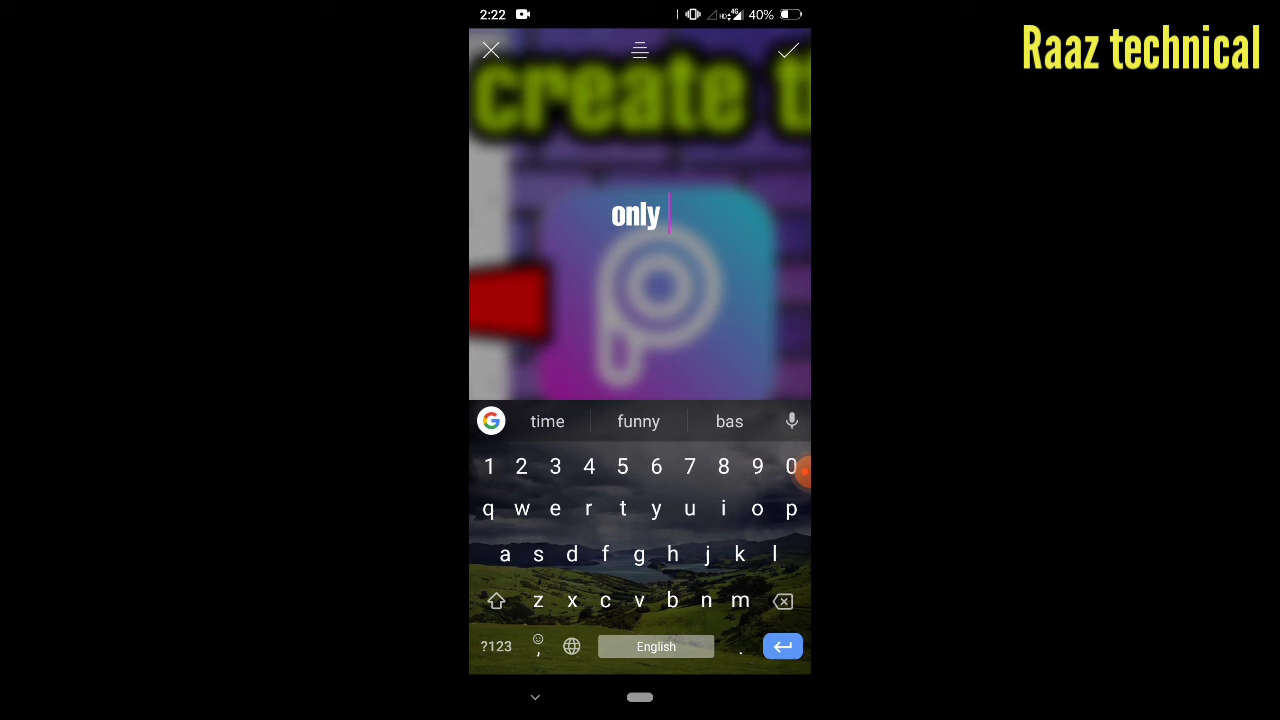 2:22 40%
Raaz technical
create t
only
time funny bas
1 2 3 4 5 6 7 8 9 0
q w e r t y u i o p
a s d f g h j k l
z x c v b n m
?123 , English .